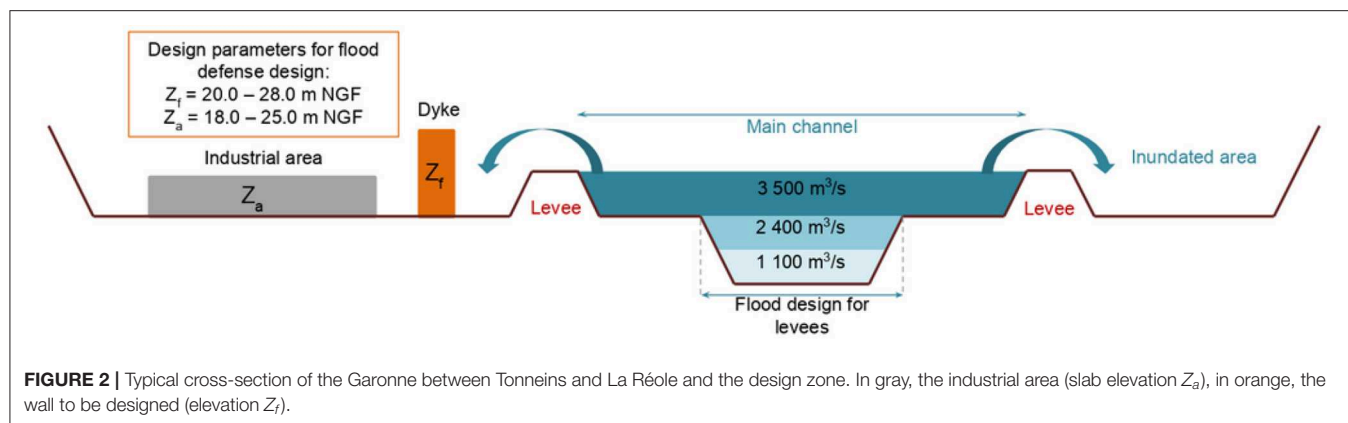 Design parameters for flood
defense design:
Z_f = 20.0 – 28.0 m NGF
Z_a = 18.0 – 25.0 m NGF
Dyke
Main channel
Industrial area
Inundated area
Z_a
Z_f
Levee
3 500 m³/s
Levee
2 400 m³/s
1 100 m³/s
Flood design for
levees
FIGURE 2 | Typical cross-section of the Garonne between Tonneins and La Réole and the design zone. In gray, the industrial area (slab elevation Z_a), in orange, the
wall to be designed (elevation Z_f).